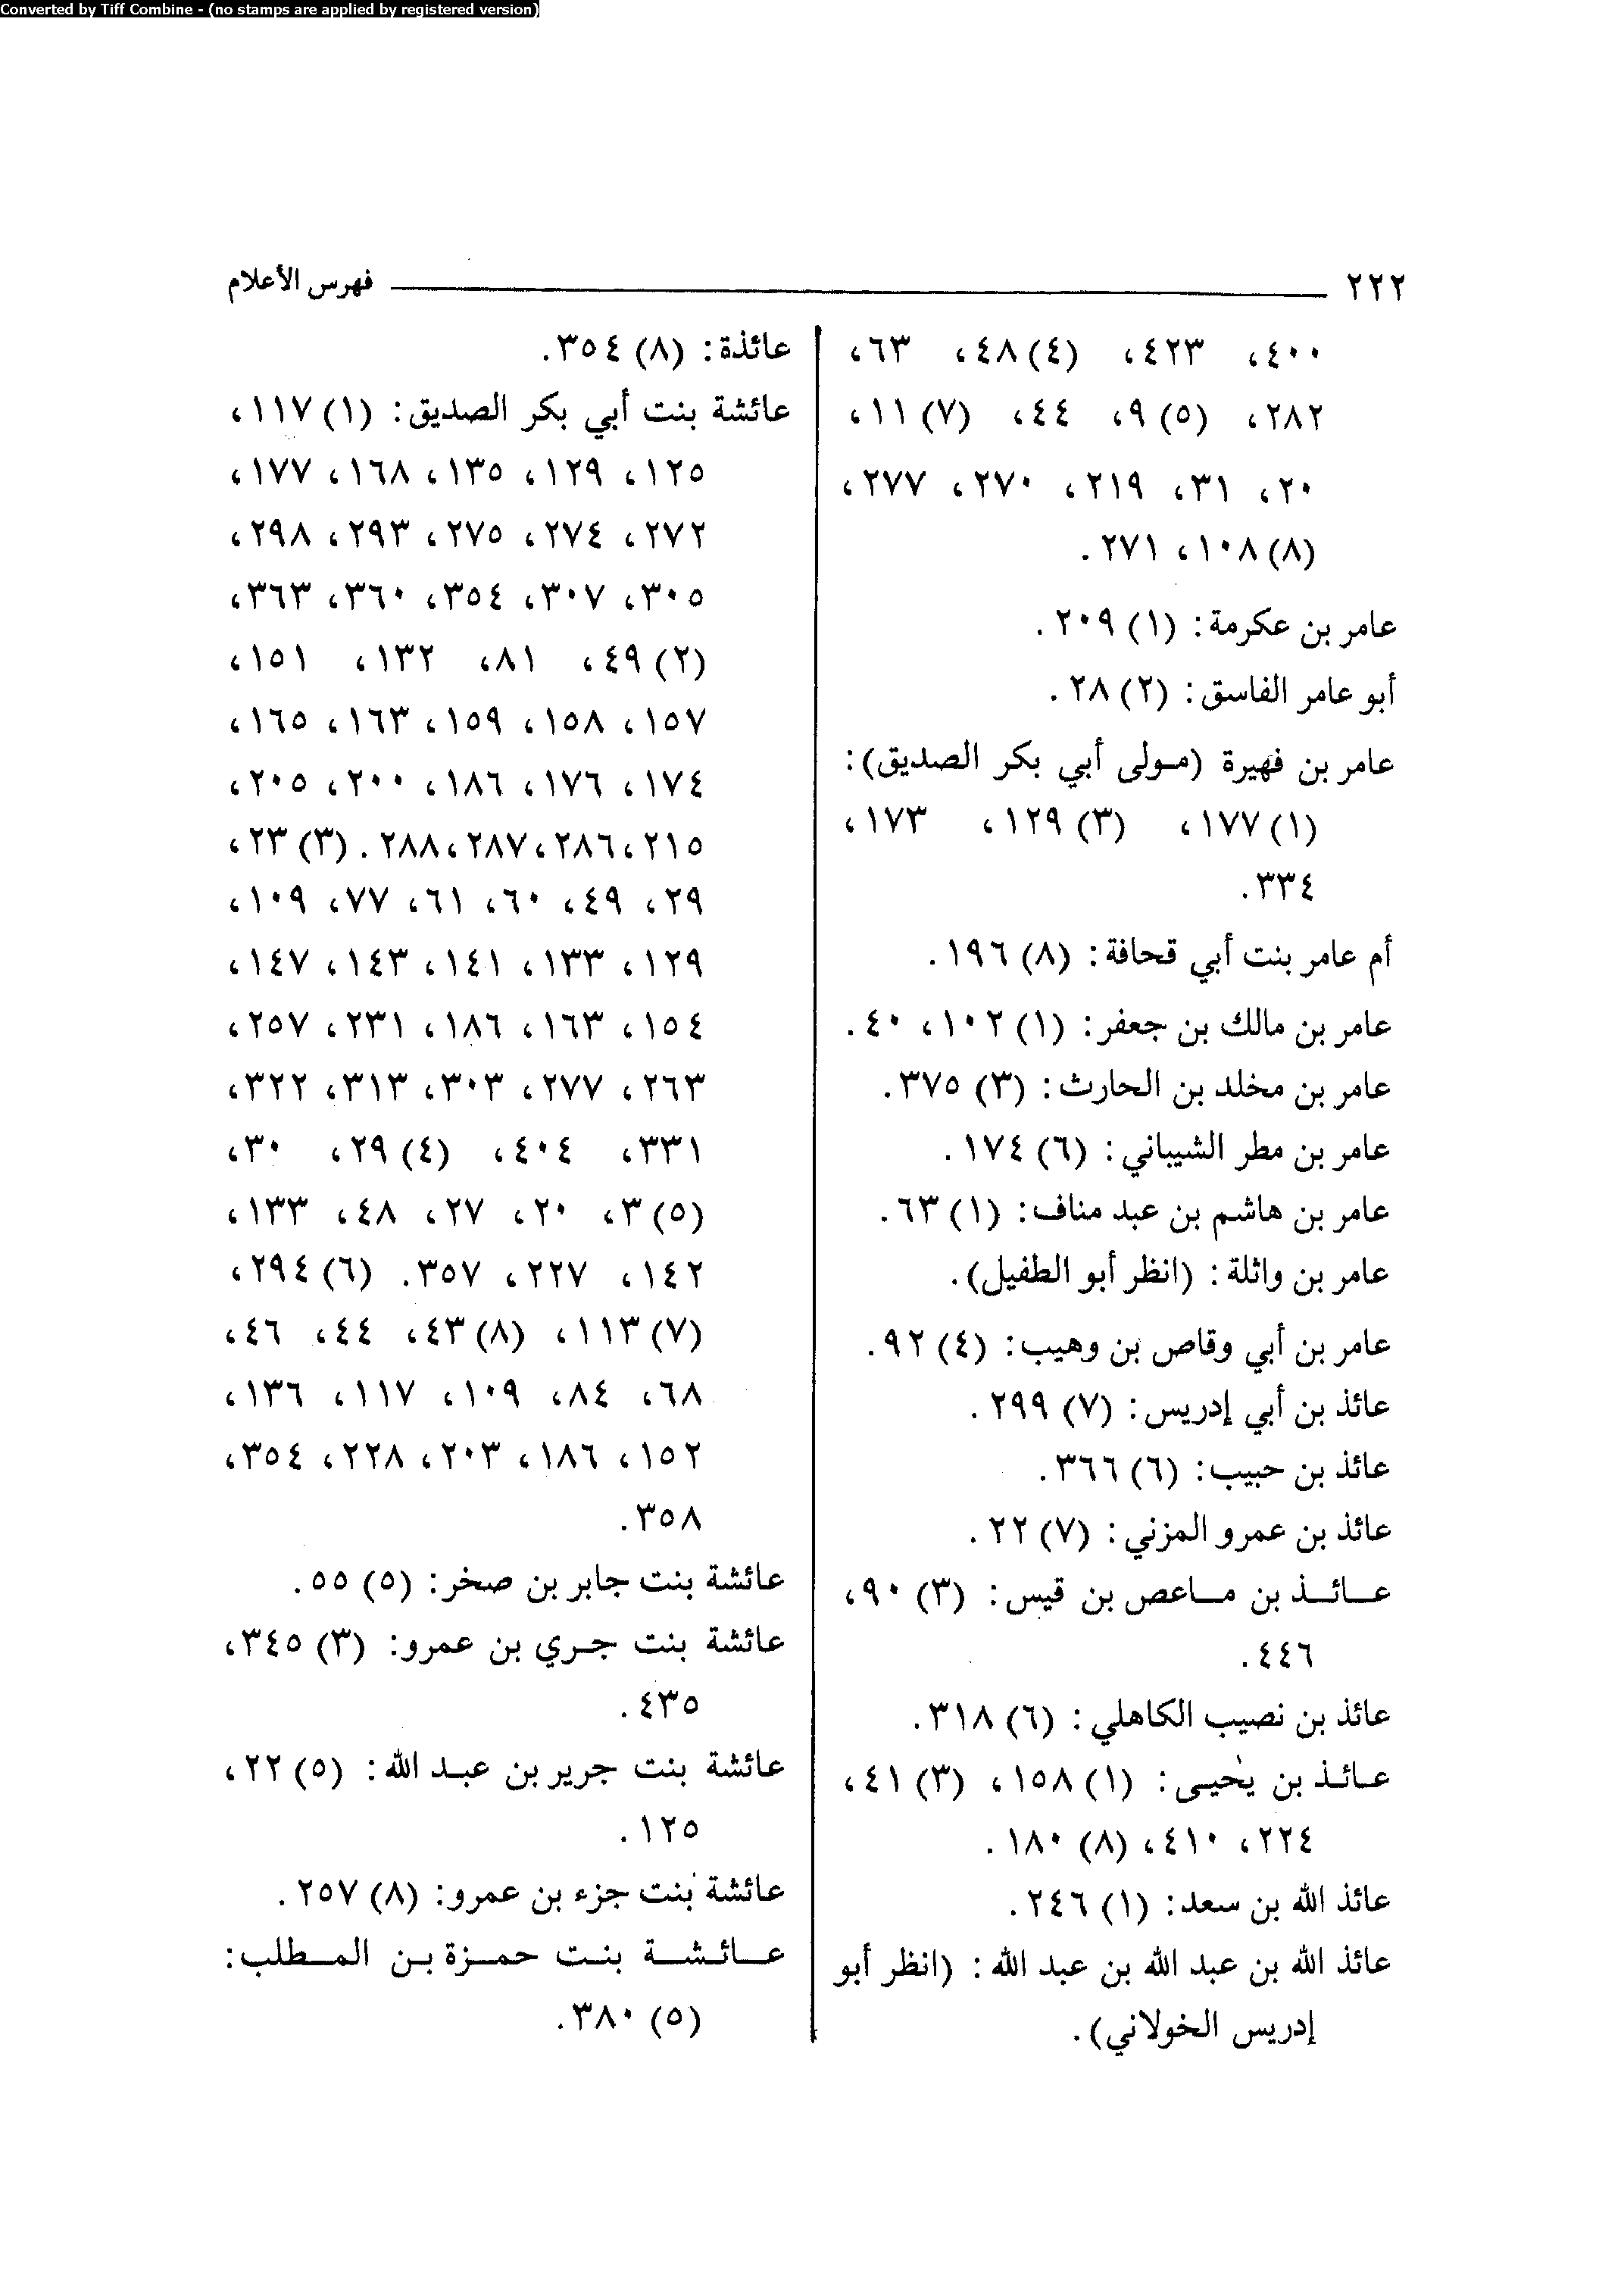 Converted by Tiff Combine - (no stamps are applied by registered version)
٢٢٢ فهرس الأعلام
٤٠٠، ٤٢٣، (٤) ٤٨، ٦٣،
٢٨٢، (٥) ٩، ٤٤، (٧) ١١،
٢٠، ٣١، ٢١٩، ٢٧٠، ٢٧٧،
(٨) ١٠٨، ٢٧١.
عامر بن عكرمة: (١) ٢٠٩.
أبو عامر الفاسق: (٢) ٢٨.
عامر بن فهيرة (مولى أبي بكر الصديق):
(١) ١٧٧، (٣) ١٢٩، ١٧٣،
٣٣٤.
أم عامر بنت أبي قحافة: (٨) ١٩٦.
عامر بن مالك بن جعفر: (١) ١٠٢، ٤٠.
عامر بن مخلد بن الحارث: (٣) ٣٧٥.
عامر بن مطر الشيباني: (٦) ١٧٤.
عامر بن هاشم بن عبد مناف: (١) ٦٣.
عامر بن واثلة: (انظر أبو الطفيل).
عامر بن أبي وقاص بن وهيب: (٤) ٩٢.
عائذ بن أبي إدريس: (٧) ٢٩٩.
عائذ بن حبيب: (٦) ٣٦٦.
عائذ بن عمرو المزني: (٧) ٢٢.
عائذ بن ماعص بن قيس: (٣) ٩٠،
٤٤٦.
عائذ بن نصيب الكاهلي: (٦) ٣١٨.
عائذ بن يحيى: (١) ١٥٨، (٣) ٤١،
٢٢٤، ٤١٠، (٨) ١٨٠.
عائذ الله بن سعد: (١) ٢٤٦.
عائذ الله بن عبد الله بن عبد الله: (انظر أبو
إدريس الخولاني).
عائذة: (٨) ٣٥٤.
عائشة بنت أبي بكر الصديق: (١) ١١٧،
١٢٥، ١٢٩، ١٣٥، ١٦٨، ١٧٧،
٢٧٢، ٢٧٤، ٢٧٥، ٢٩٣، ٢٩٨،
٣٠٥، ٣٠٧، ٣٥٤، ٣٦٠، ٣٦٣،
(٢) ٤٩، ٨١، ١٣٢، ١٥١،
١٥٧، ١٥٨، ١٥٩، ١٦٣، ١٦٥،
١٧٤، ١٧٦، ١٨٦، ٢٠٠، ٢٠٥،
٢١٥، ٢٨٦، ٢٨٧، ٢٨٨. (٣) ٢٣،
٢٩، ٤٩، ٦٠، ٦١، ٧٧، ١٠٩،
١٢٩، ١٣٣، ١٤١، ١٤٣، ١٤٧،
١٥٤، ١٦٣، ١٨٦، ٢٣١، ٢٥٧،
٢٦٣، ٢٧٧، ٣٠٣، ٣١٣، ٣٢٢،
٣٣١، ٤٠٤، (٤) ٢٩، ٣٠،
(٥) ٣، ٢٠، ٢٧، ٤٨، ١٣٣،
١٤٢، ٢٢٧، ٣٥٧. (٦) ٢٩٤،
(٧) ١١٣، (٨) ٤٣، ٤٤، ٤٦،
٦٨، ٨٤، ١٠٩، ١١٧، ١٣٦،
١٥٢، ١٨٦، ٢٠٣، ٢٢٨، ٣٥٤،
٣٥٨.
عائشة بنت جابر بن صخر: (٥) ٥٥.
عائشة بنت جري بن عمرو: (٣) ٣٤٥،
٤٣٥.
عائشة بنت جرير بن عبد الله: (٥) ٢٢،
١٢٥.
عائشة بنت جزء بن عمرو: (٨) ٢٥٧.
عائشة بنت حمزة بن المطلب:
(٥) ٣٨٠.